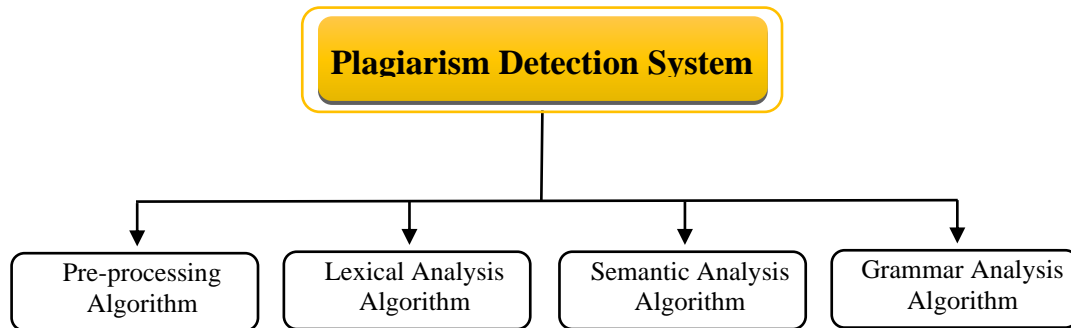 Plagiarism Detection System
Pre-processing
Algorithm
Lexical Analysis
Algorithm
Semantic Analysis
Algorithm
Grammar Analysis
Algorithm